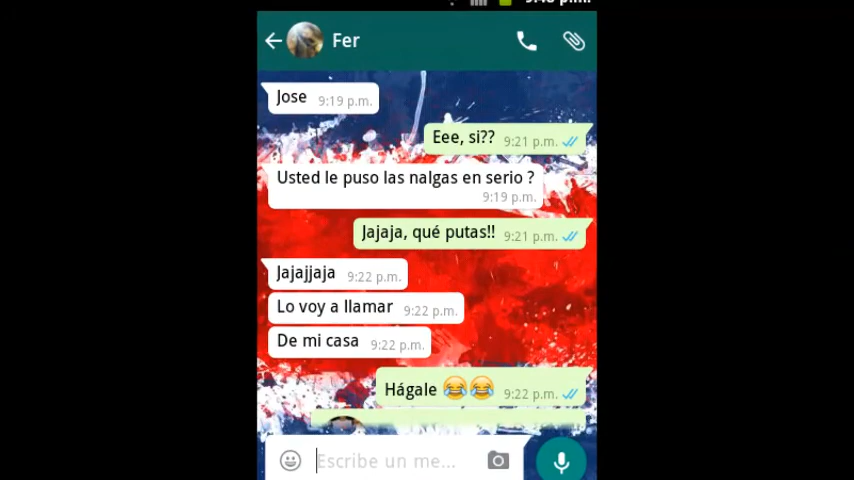 Fer
Jose 9:19 p.m.
Eee, si?? 9:21 p.m.
Usted le puso las nalgas en serio ?
9:19 p.m.
Jajaja, qué putas!! 9:21 p.m.
Jajajjaja 9:22 p.m.
Lo voy a llamar 9:22 p.m.
De mi casa 9:22 p.m.
Hágale 😂😂 9:22 p.m.
Escribe un me...